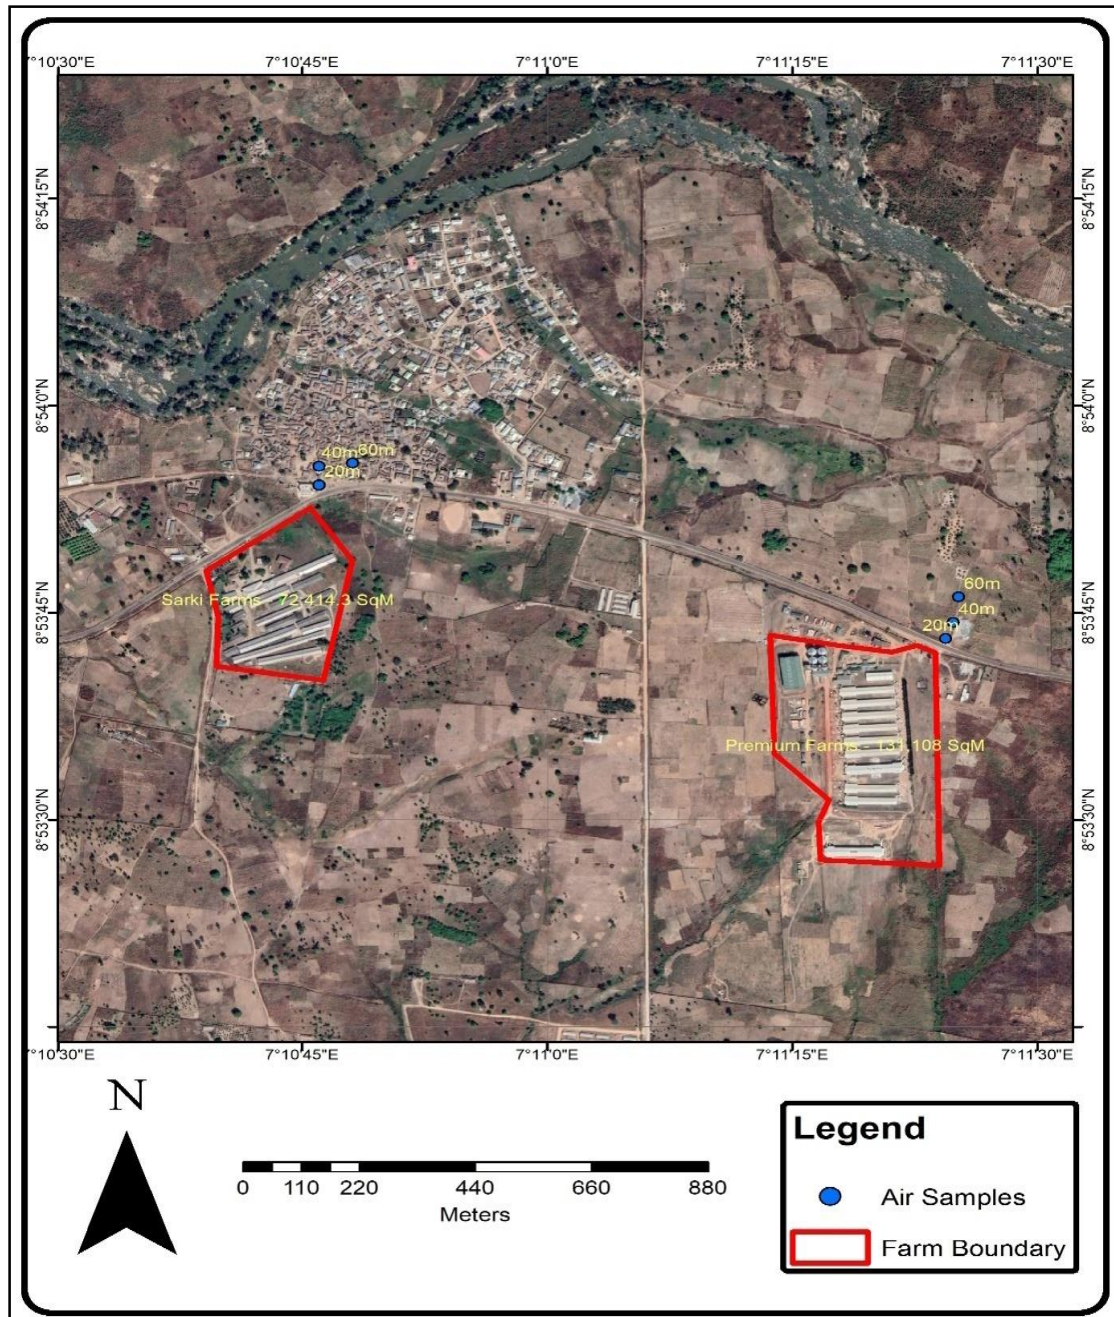 7°10'30"E 7°10'45"E 7°11'0"E 7°11'15"E 7°11'30"E
8°54'15"N 8°54'15"N
8°54'0"N 8°54'0"N
40m 60m
20m
60m
8°53'45"N 8°53'45"N
Sarki Farms - 72 414.3 SqM
40m
20m
Premium Farms - 131 108 SqM
8°53'30"N 8°53'30"N
7°10'30"E 7°10'45"E 7°11'0"E 7°11'15"E 7°11'30"E
N
0 110 220 440 660 880
Meters
Legend
Air Samples
Farm Boundary